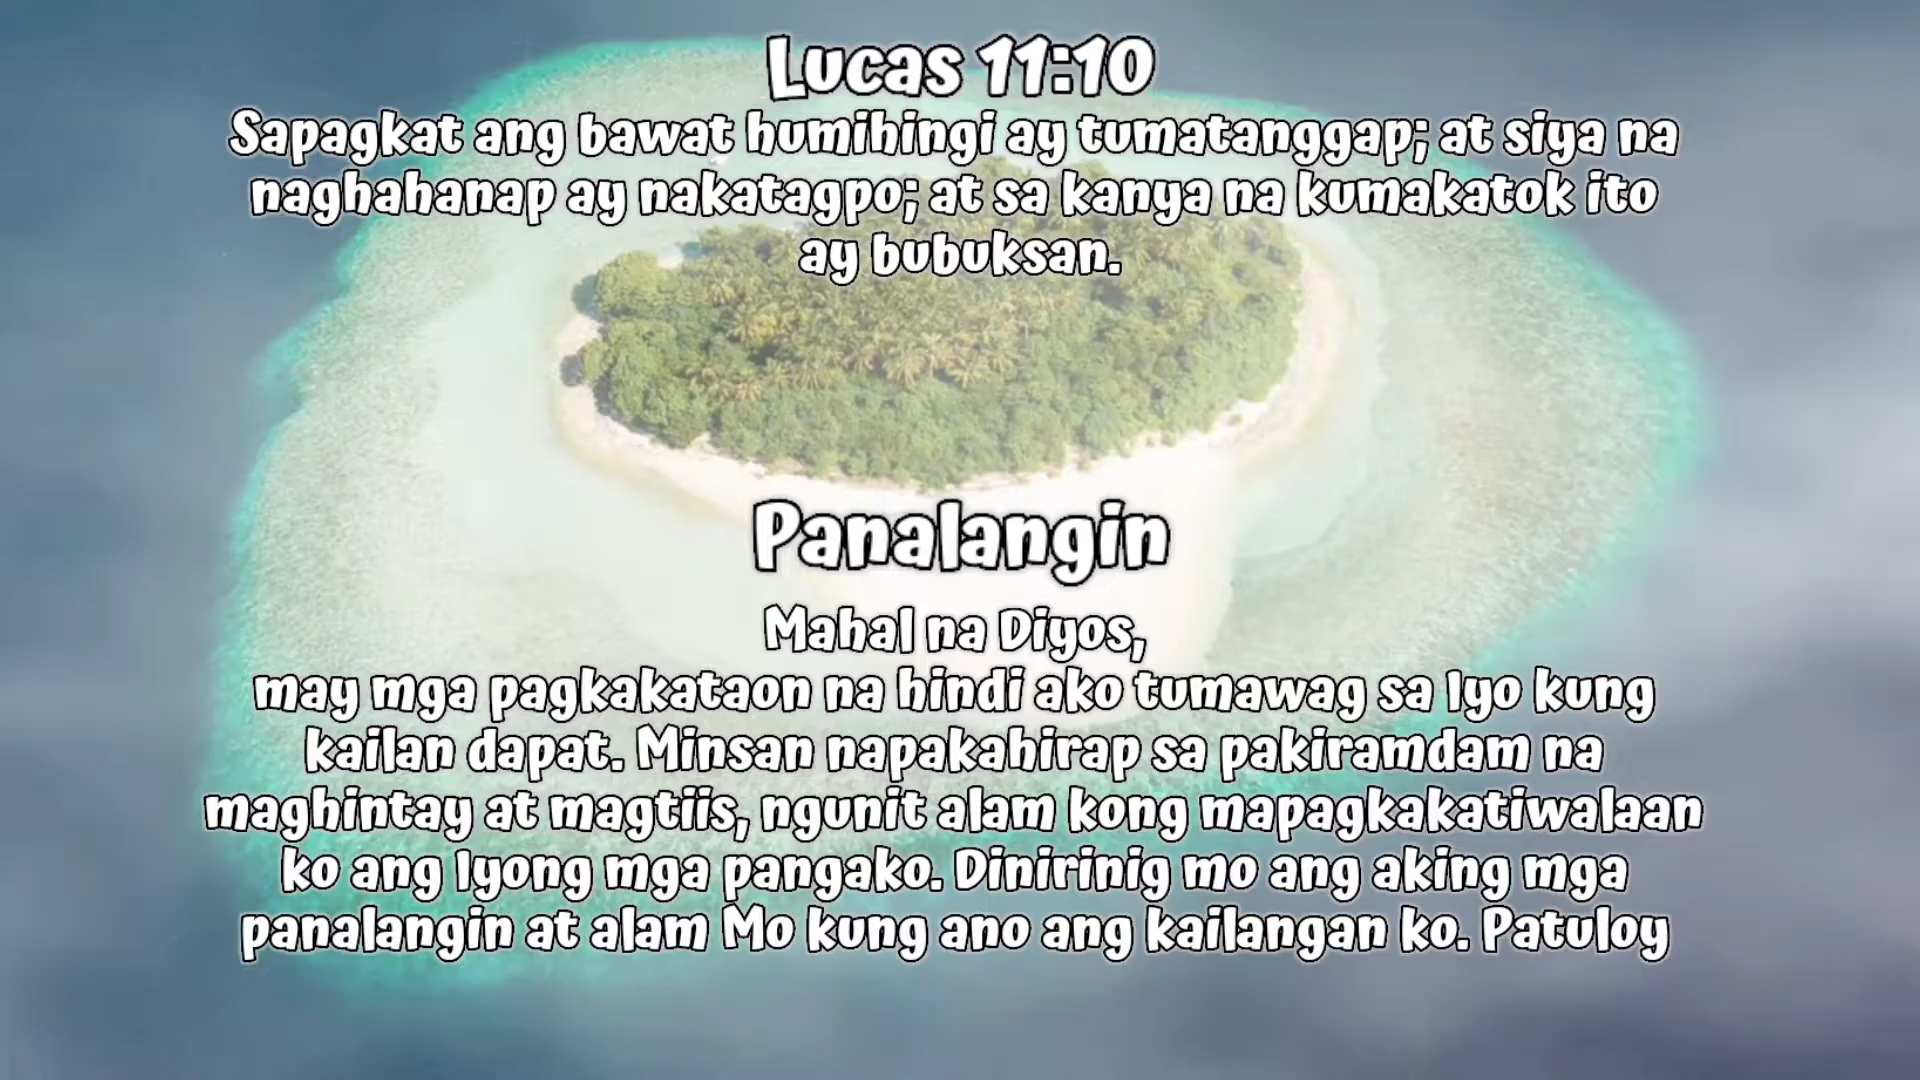 Lucas 11:10
Sapagkat ang bawat humihingi ay tumatanggap; at siya na
naghahanap ay nakatagpo; at sa kanya na kumakatok ito
ay bubuksan.
Panalangin
Mahal na Diyos,
may mga pagkakataon na hindi ako tumawag sa Iyo kung
kailan dapat. Minsan napakahirap sa pakiramdam na
maghintay at magtiis, ngunit alam kong mapagkakatiwalaan
ko ang Iyong mga pangako. Dinirinig mo ang aking mga
panalangin at alam Mo kung ano ang kailangan ko. Patuloy